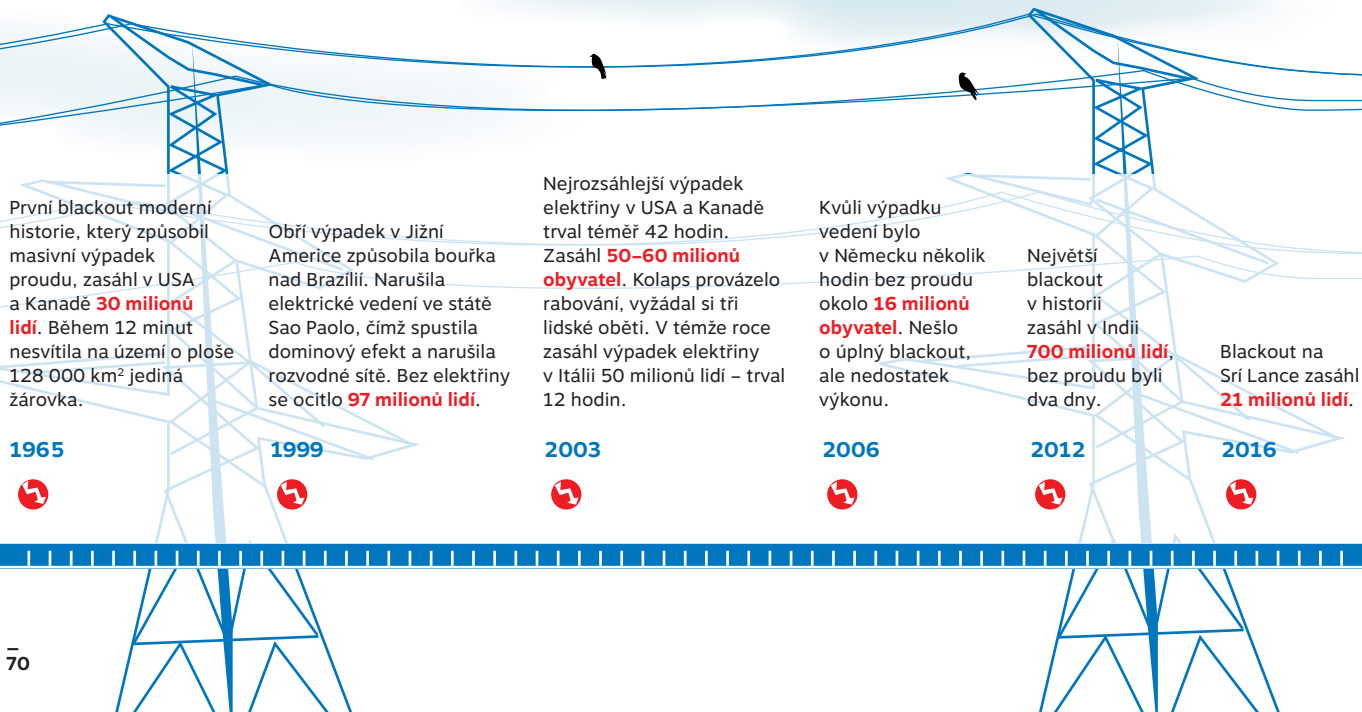 První blackout moderní
historie, který způsobil
masivní výpadek
proudu, zasáhl v USA
a Kanadě 30 milionů
lidí. Během 12 minut
nesvítila na území o ploše
128 000 km² jediná
žárovka.
1965
Obří výpadek v Jižní
Americe způsobila bouřka
nad Brazílií. Narušila
elektrické vedení ve státě
Sao Paolo, čímž spustila
dominový efekt a narušila
rozvodné sítě. Bez elektřiny
se ocitlo 97 milionů lidí.
1999
Nejrozsáhlejší výpadek
elektřiny v USA a Kanadě
trval téměř 42 hodin.
Zasáhl 50–60 milionů
obyvatel. Kolaps provázelo
rabování, vyžádal si tři
lidské oběti. V témže roce
zasáhl výpadek elektřiny
v Itálii 50 milionů lidí – trval
12 hodin.
2003
Kvůli výpadku
vedení bylo
v Německu několik
hodin bez proudu
okolo 16 milionů
obyvatel. Nešlo
o úplný blackout,
ale nedostatek
výkonu.
2006
Největší
blackout
v historii
zasáhl v Indii
700 milionů lidí,
bez proudu byli
dva dny.
2012
Blackout na
Srí Lance zasáhl
21 milionů lidí.
2016
70